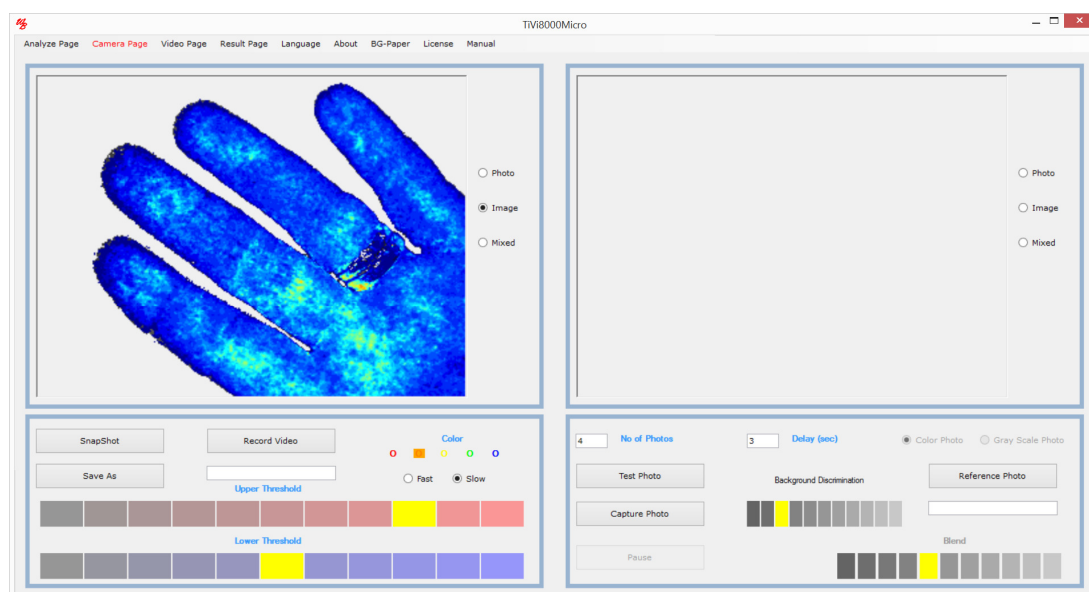 TiVi8000Micro
Analyze Page Camera Page Video Page Result Page Language About BG-Paper License Manual
Photo
Image
Mixed
Photo
Image
Mixed
SnapShot
Record Video
Color
O O O O O
Save As
Fast Slow
Upper Threshold
Lower Threshold
4 No of Photos
3 Delay (sec)
Color Photo Gray Scale Photo
Test Photo
Background Discrimination
Reference Photo
Capture Photo
Pause
Blend